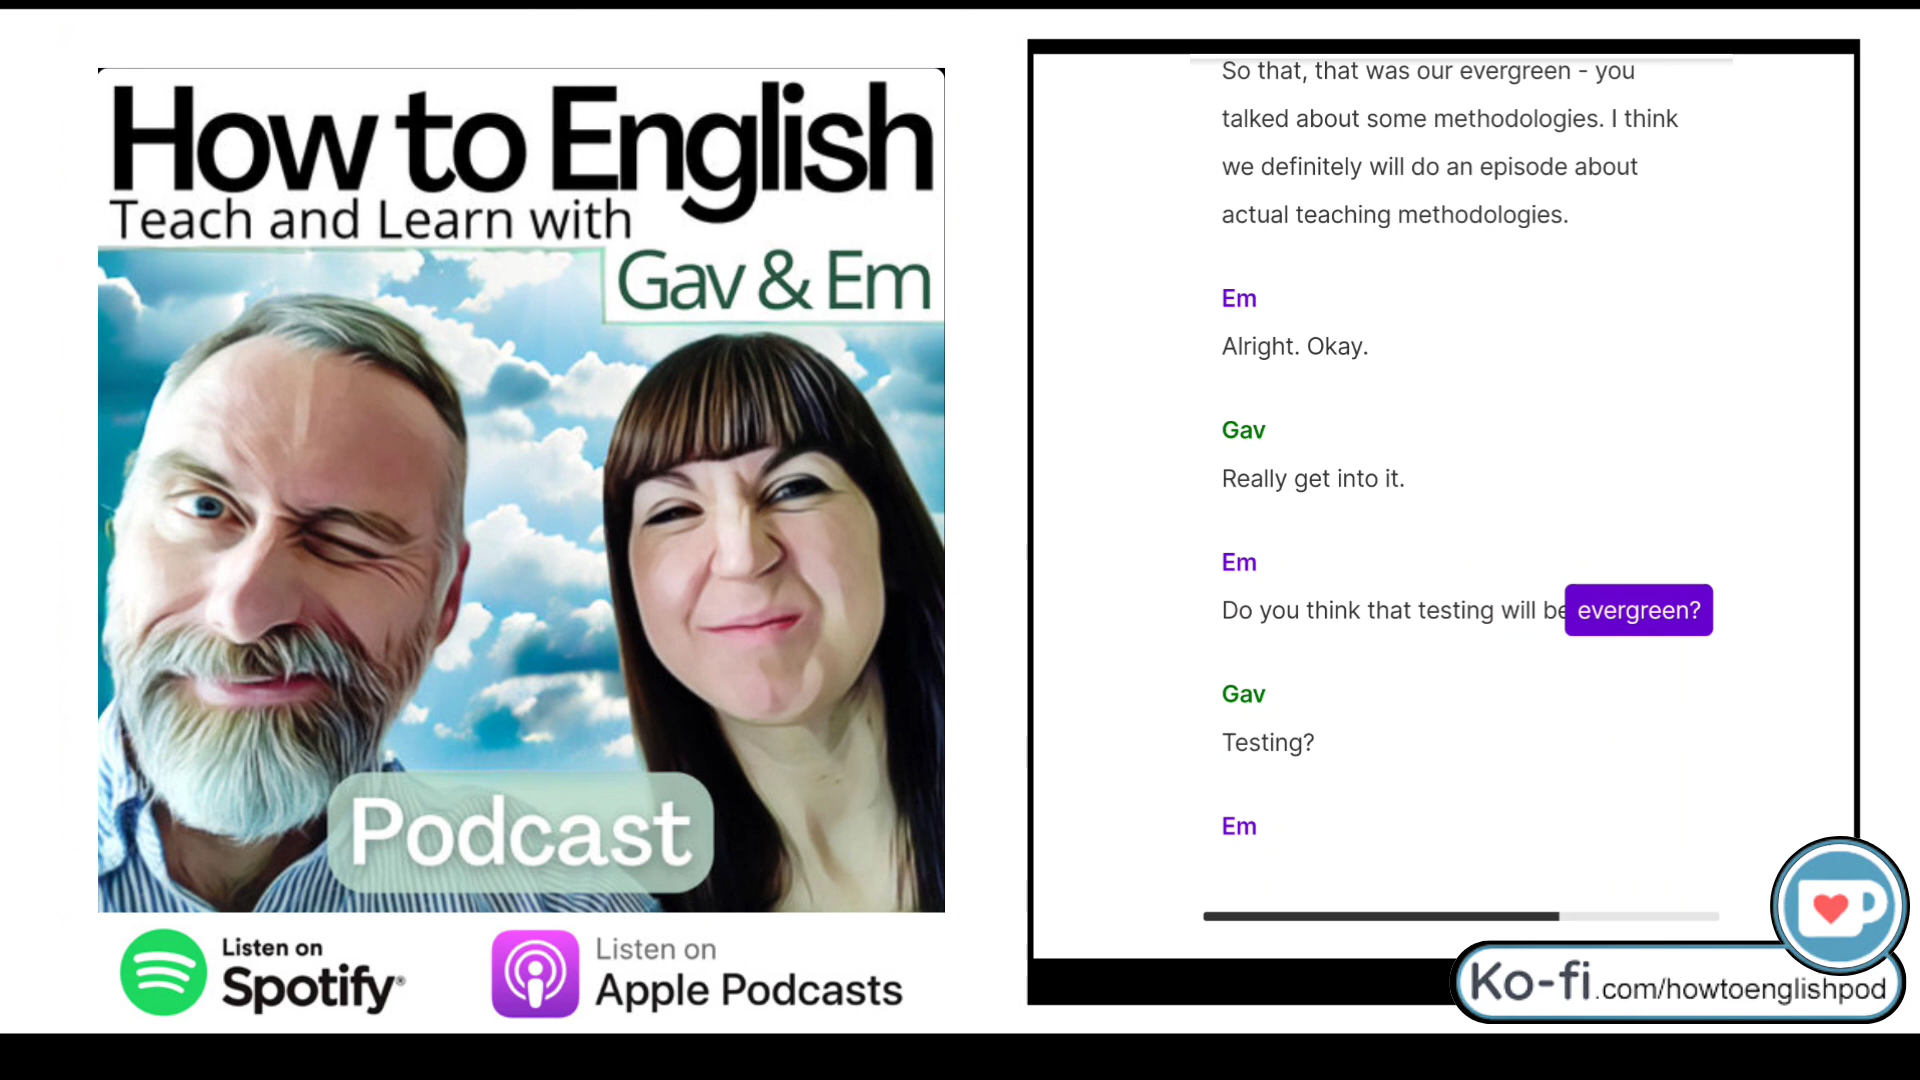 How to English
Teach and Learn with
Gav & Em
Podcast
Listen on
Spotify®
Listen on
Apple Podcasts
So that, that was our evergreen - you
talked about some methodologies. I think
we definitely will do an episode about
actual teaching methodologies.
Em
Alright. Okay.
Gav
Really get into it.
Em
Do you think that testing will be evergreen?
Gav
Testing?
Em
Ko-fi.com/howtoenglishpod